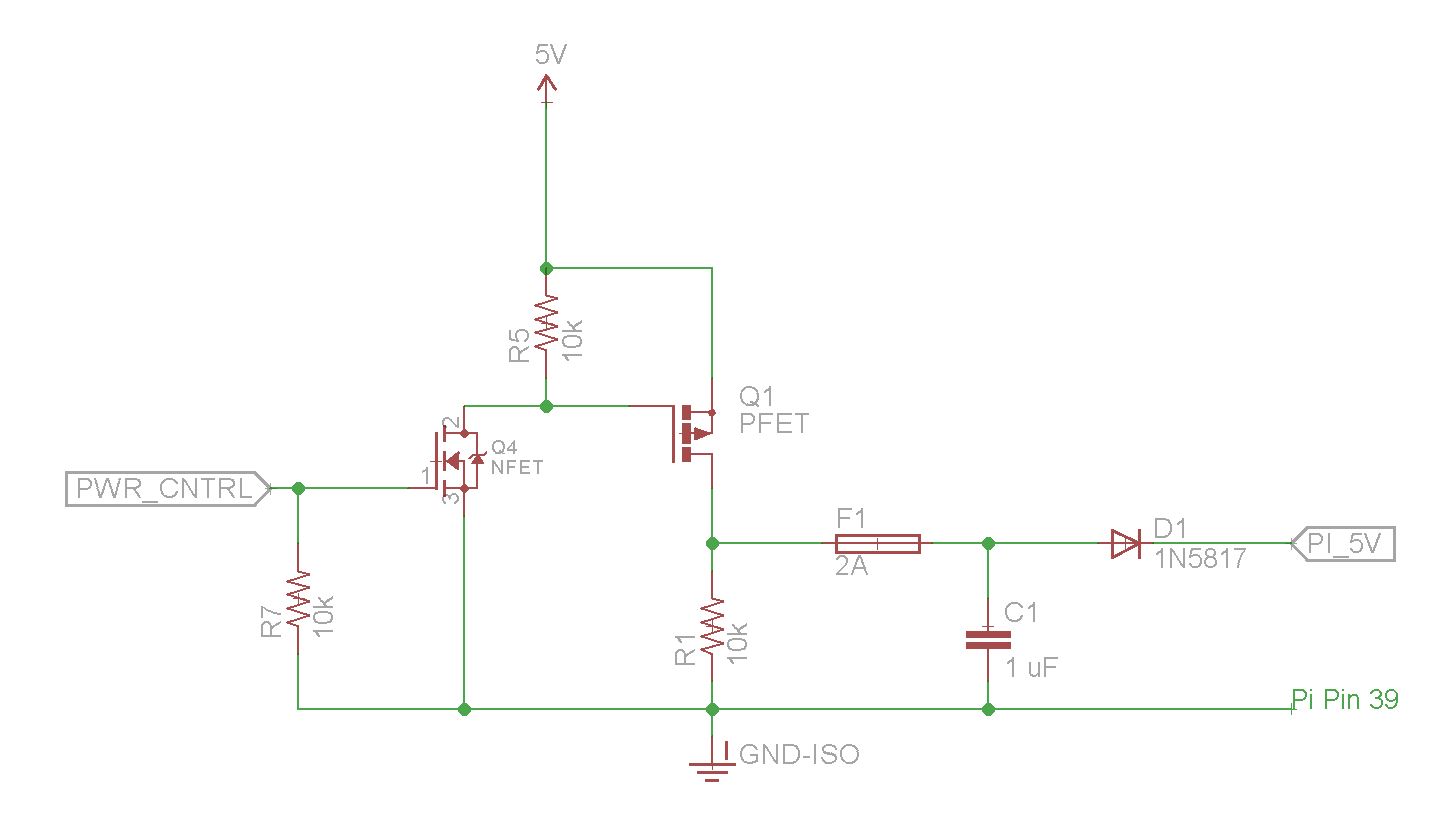 5V
R5
10k
Q1
PFET
2
Q4
NFET
1
3
PWR_CNTRL
R7
10k
F1
2A
D1
1N5817
PI_5V
R1
10k
C1
1 uF
Pi Pin 39
GND-ISO